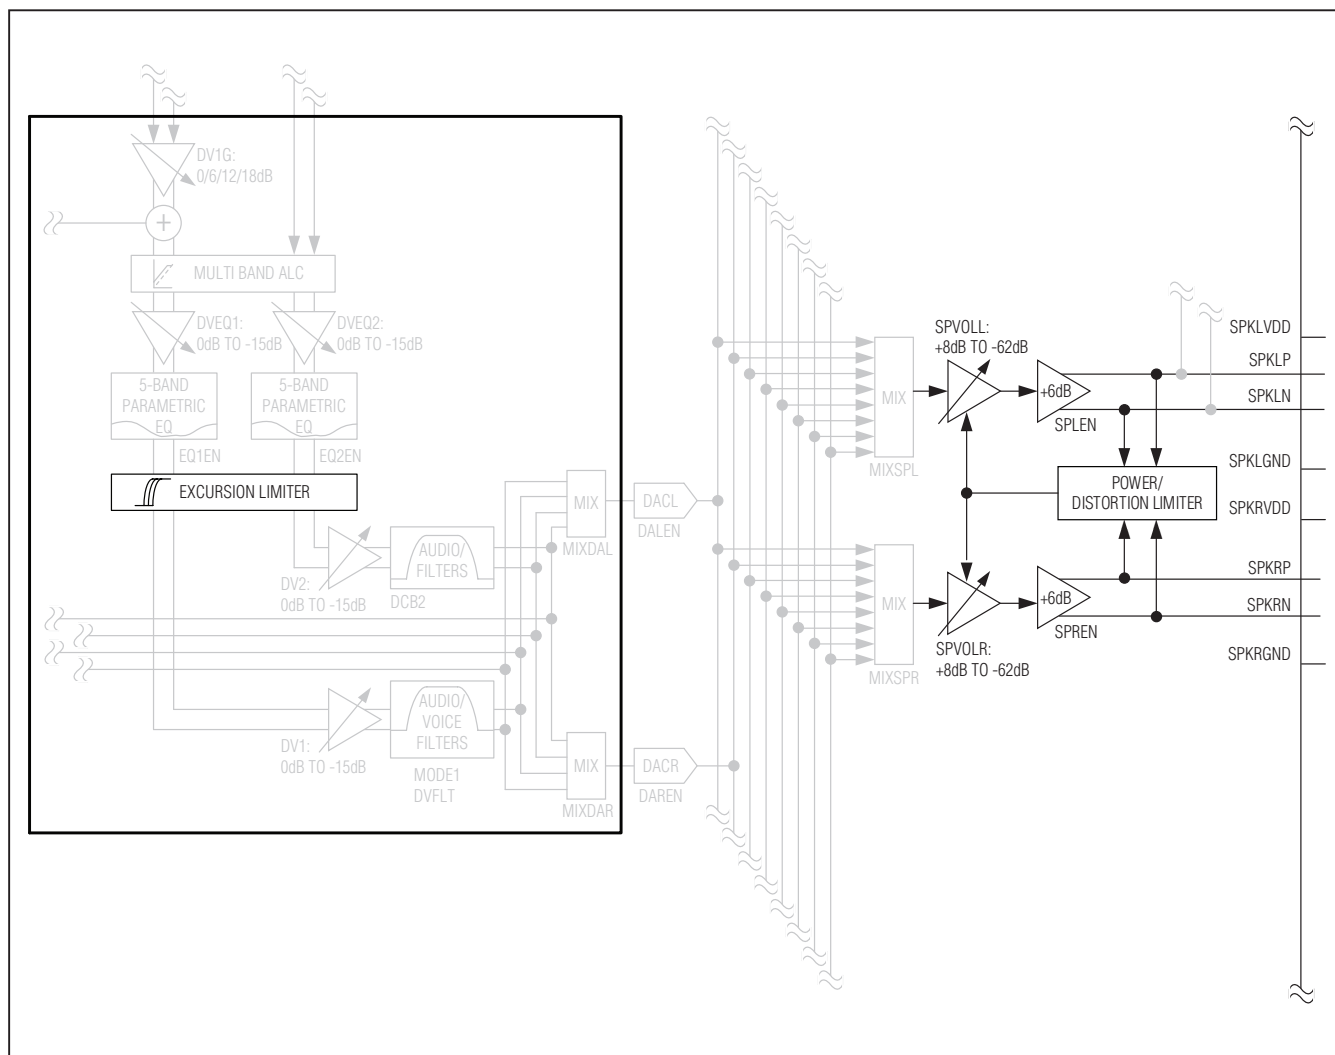 DV1G:
0/6/12/18dB
+
MULTI BAND ALC
DVEQ1:
0dB TO -15dB
DVEQ2:
0dB TO -15dB
5-BAND
PARAMETRIC
EQ
5-BAND
PARAMETRIC
EQ
EQ1EN
EQ2EN
EXCURSION LIMITER
DV2:
0dB TO -15dB
AUDIO/
FILTERS
DCB2
MIX
MIXDAL
DACL
DALEN
DV1:
0dB TO -15dB
AUDIO/
VOICE
FILTERS
MODE1
DVFLT
MIX
MIXDAR
DACR
DAREN
MIX
MIXSPL
MIX
MIXSPR
SPVOLL:
+8dB TO -62dB
+6dB
SPLEN
POWER/
DISTORTION LIMITER
SPVOLR:
+8dB TO -62dB
+6dB
SPREN
SPKLVDD
SPKLP
SPKLN
SPKLGND
SPKRVDD
SPKRP
SPKRN
SPKRGND